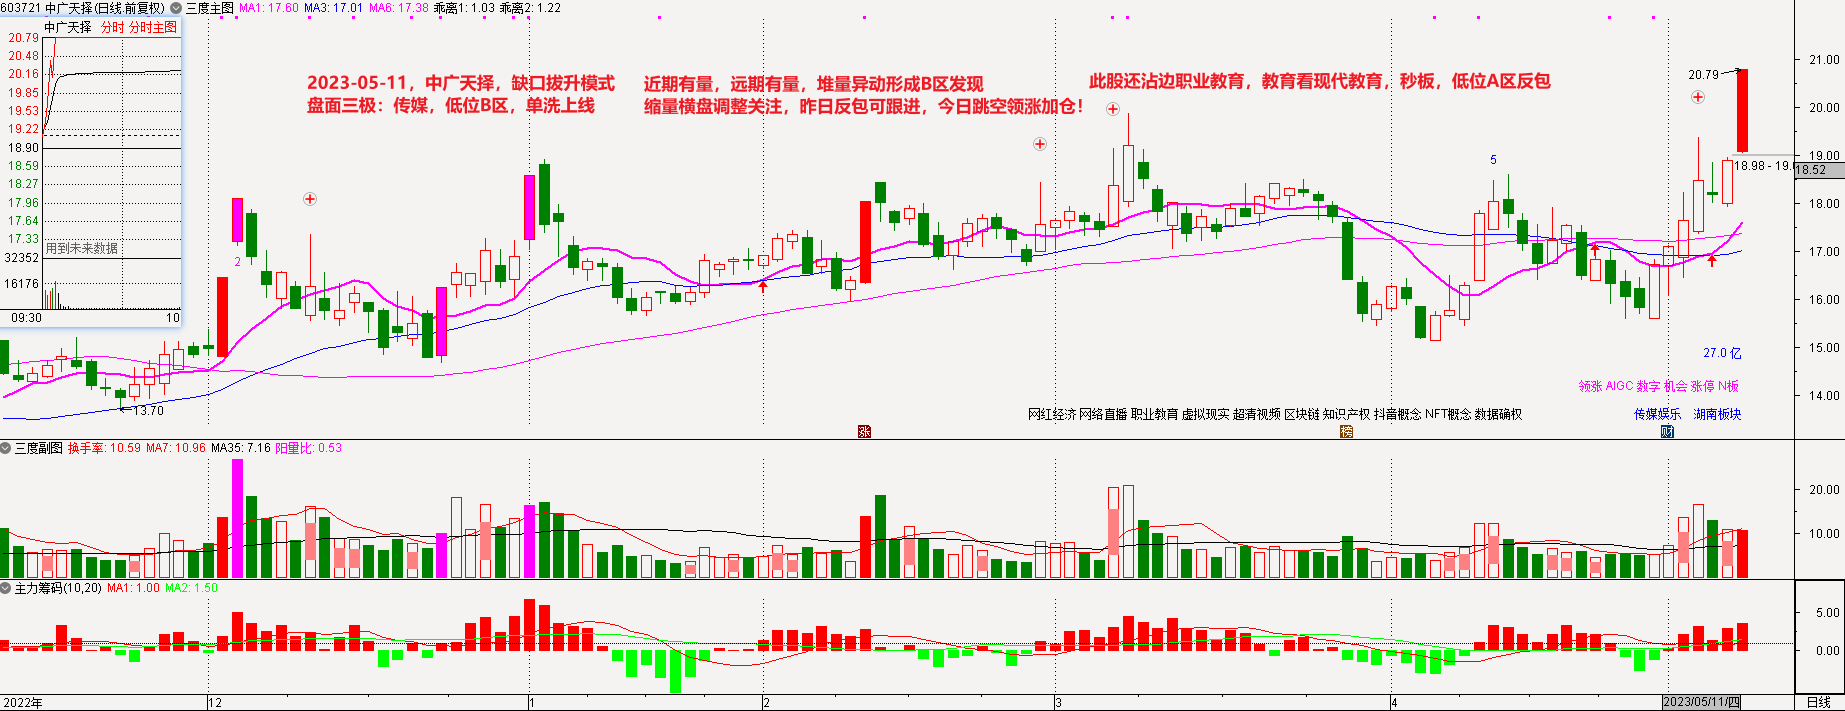 603721 中广天择(日线.前复权) 三度主图 MA1: 17.60 MA3: 17.01 MA6: 17.38 乖离1: 1.03 乖离2: 1.22
中广天择 分时 分时主图
20.79
20.48
20.16
19.85
19.53
19.22
18.90
18.59
18.27
17.96
17.64
17.33
用到未来数据
32352
16176
09:30 10
2023-05-11，中广天择，缺口拔升模式
盘面三极：传媒，低位B区，单洗上线
近期有量，远期有量，堆量异动形成B区发现
缩量横盘调整关注，昨日反包可跟进，今日跳空领涨加仓！
此股还沾边职业教育，教育看现代教育，秒板，低位A区反包
20.79
18.98 - 19.
2
5
13.70
27.0 亿
领涨 AIGC 数字 机会 涨停 N板
网红经济 网络直播 职业教育 虚拟现实 超清视频 区块链 知识产权 抖音概念 NFT概念 数据确权
传媒娱乐 湖南板块
涨 榜 财
21.00
20.00
19.00
18.52
18.00
17.00
16.00
15.00
14.00
三度副图 换手率: 10.59 MA7: 10.96 MA35: 7.16 阳量比: 0.53
20.00
10.00
主力筹码(10,20) MA1: 1.00 MA2: 1.50
5.00
0.00
2022年 12 1 2 3 4 2023/05/11/四 日线